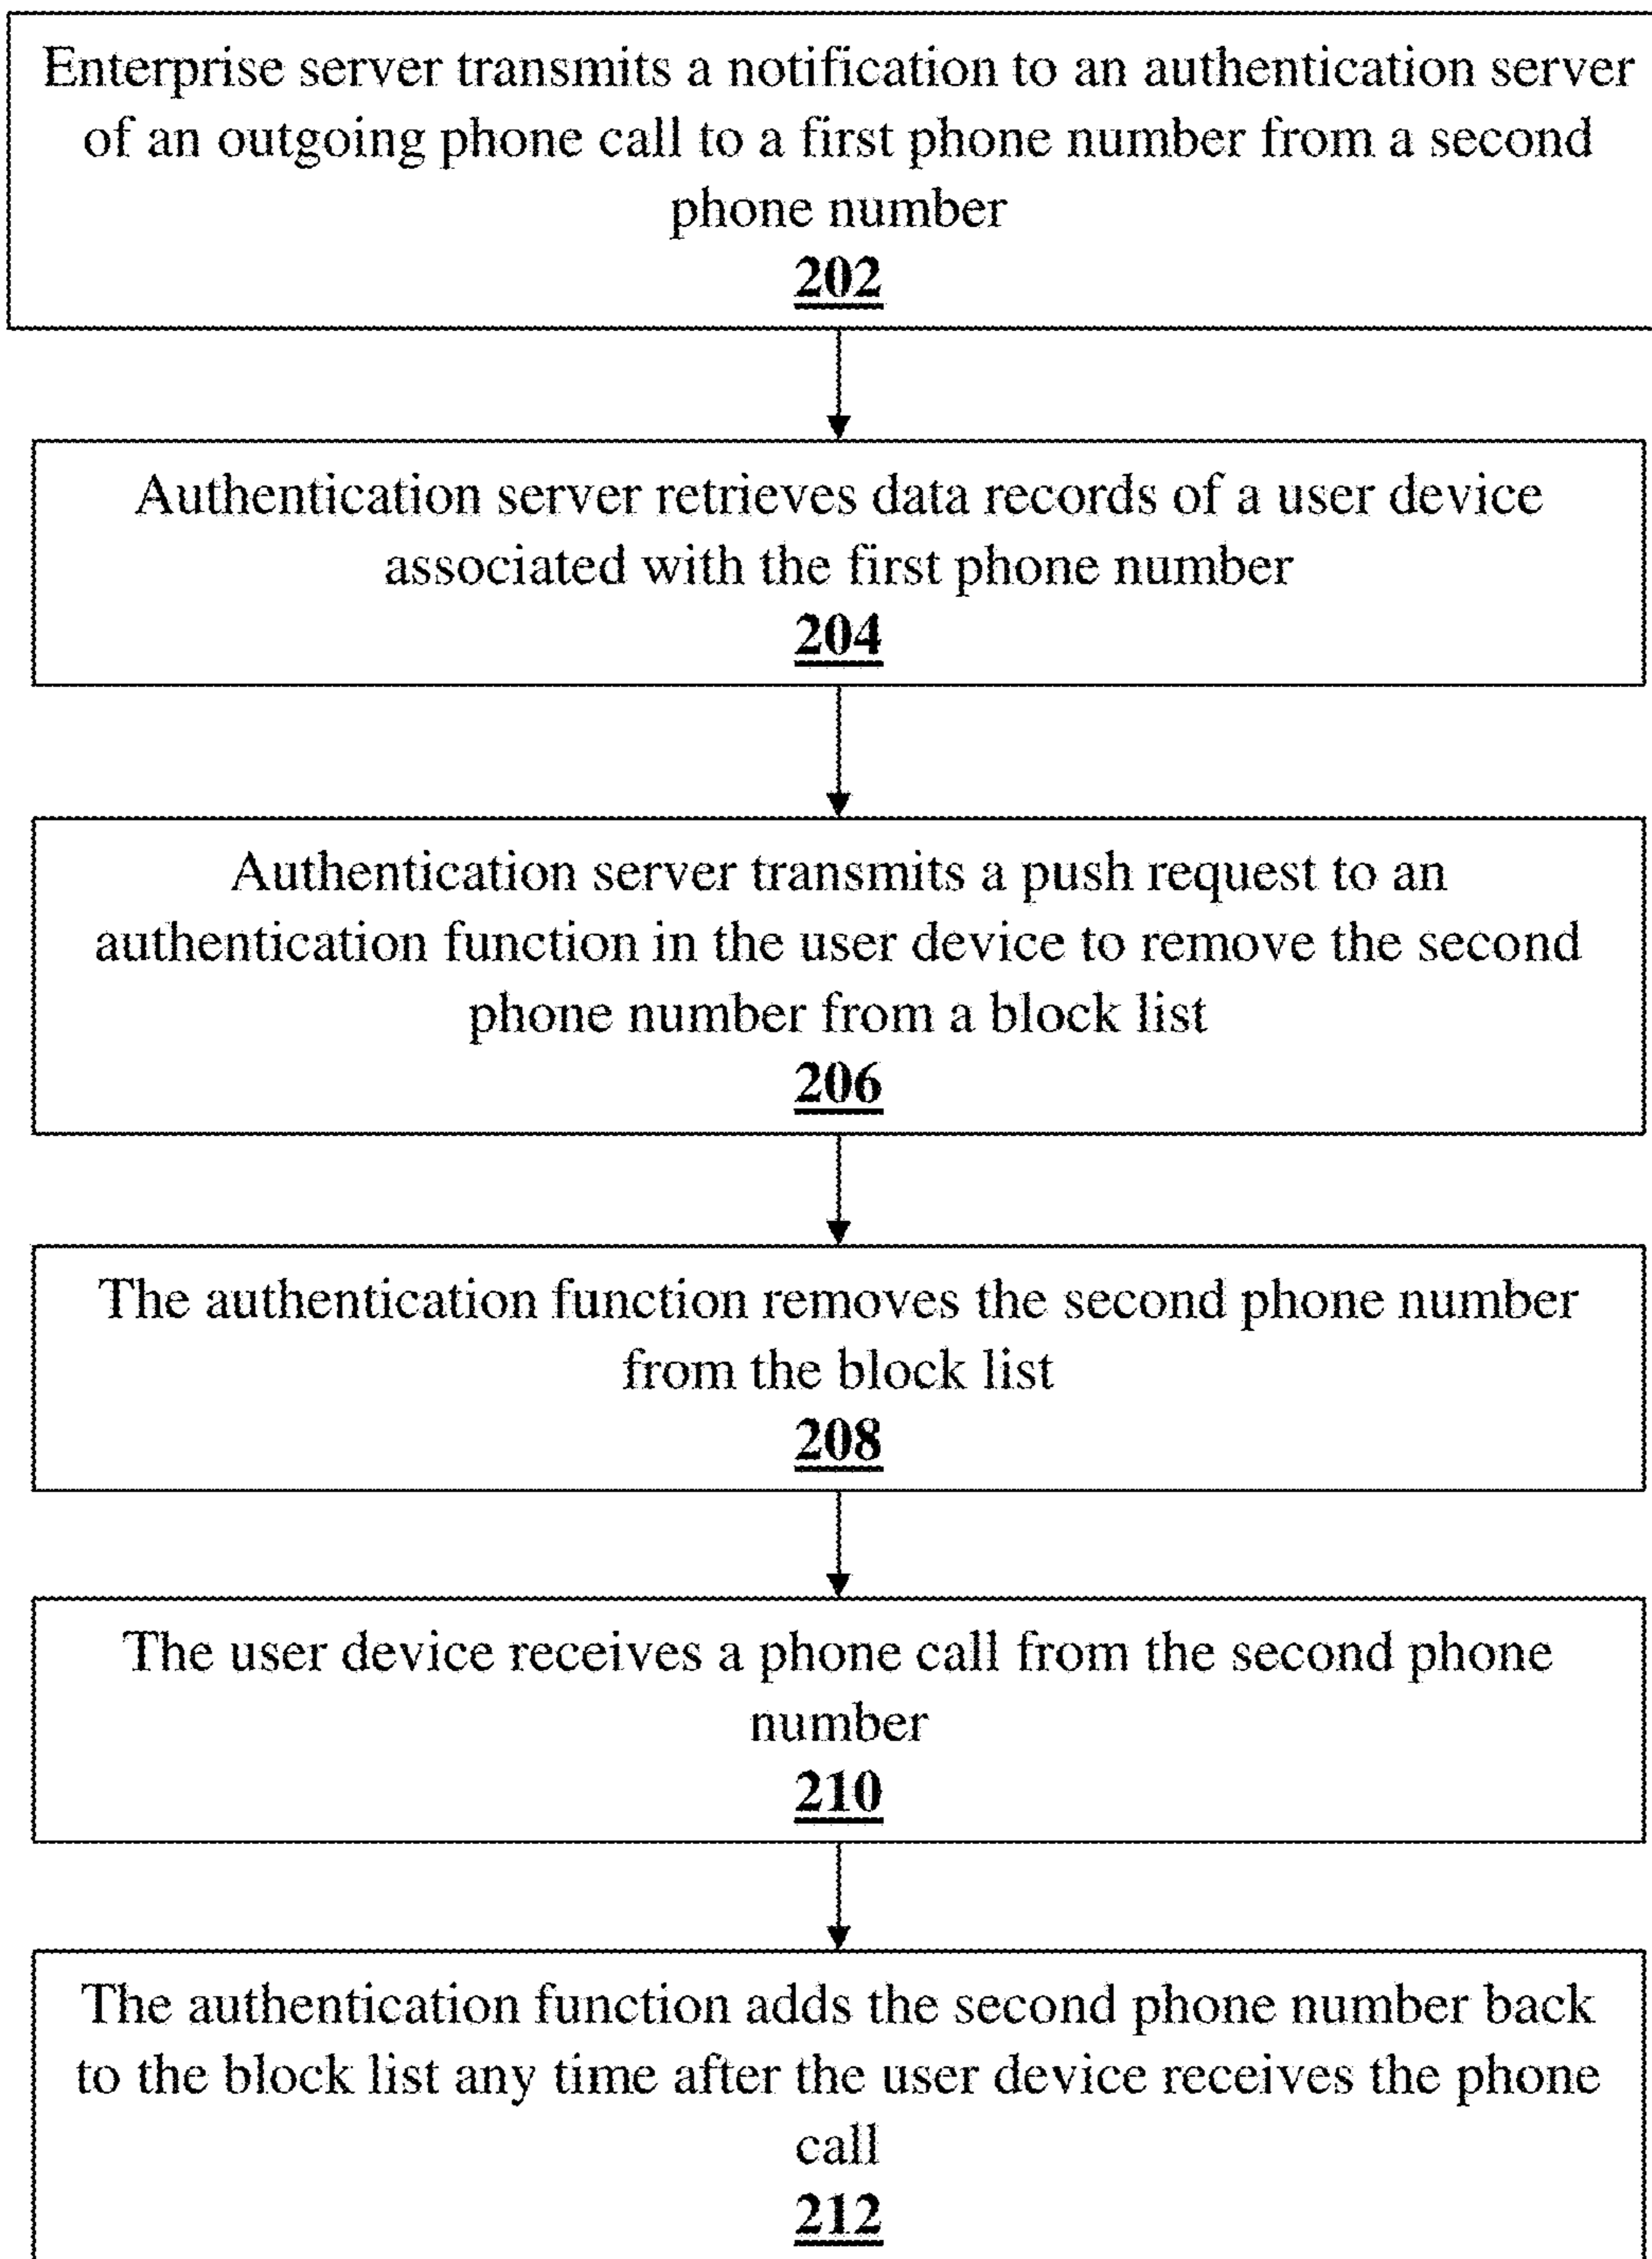 Enterprise server transmits a notification to an authentication server
of an outgoing phone call to a first phone number from a second
phone number
202
Authentication server retrieves data records of a user device
associated with the first phone number
204
Authentication server transmits a push request to an
authentication function in the user device to remove the second
phone number from a block list
206
The authentication function removes the second phone number
from the block list
208
The user device receives a phone call from the second phone
number
210
The authentication function adds the second phone number back
to the block list any time after the user device receives the phone
call
212